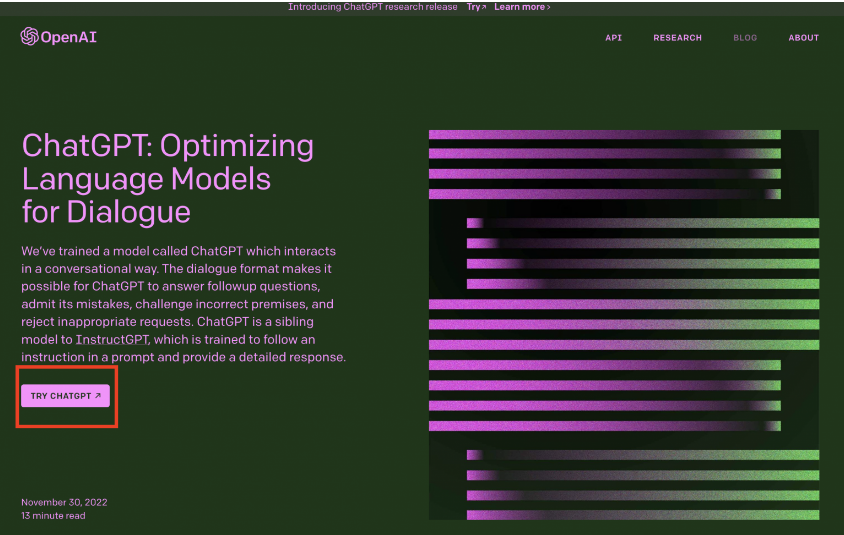 Introducing ChatGPT research release Try↗ Learn more>
OpenAI
API RESEARCH BLOG ABOUT
ChatGPT: Optimizing
Language Models
for Dialogue
We’ve trained a model called ChatGPT which interacts
in a conversational way. The dialogue format makes it
possible for ChatGPT to answer followup questions,
admit its mistakes, challenge incorrect premises, and
reject inappropriate requests. ChatGPT is a sibling
model to InstructGPT, which is trained to follow an
instruction in a prompt and provide a detailed response.
TRY CHATGPT ↗
November 30, 2022
13 minute read